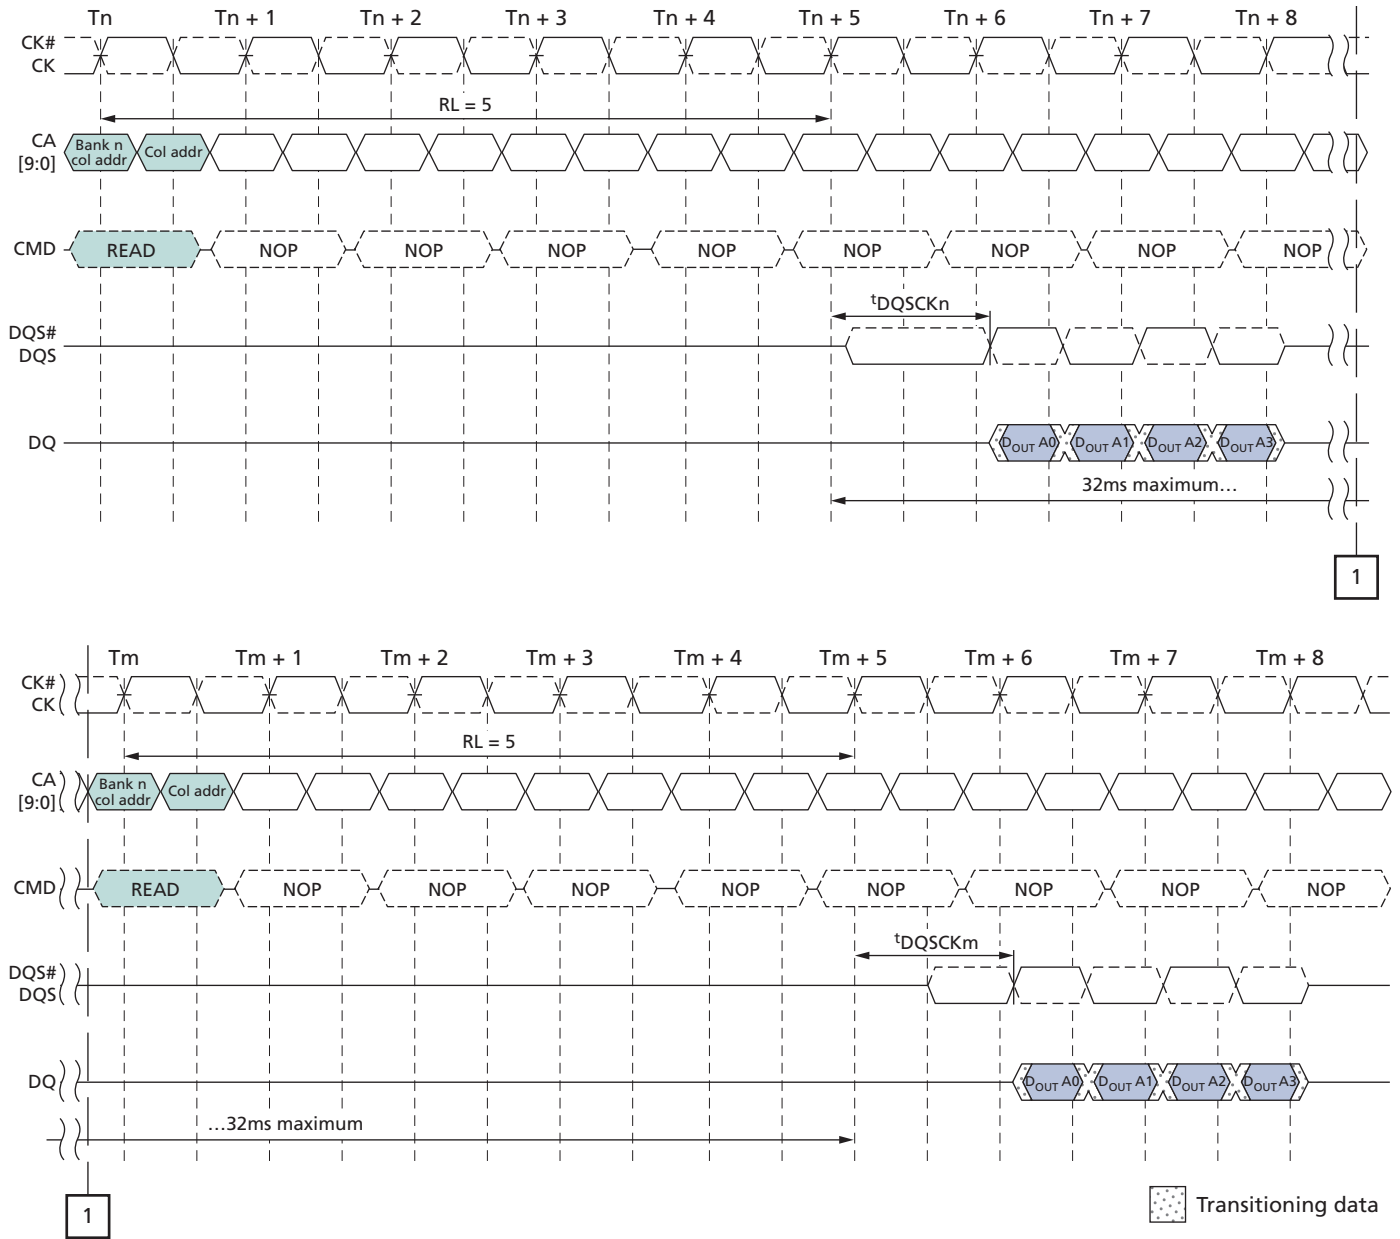 Tn Tn + 1 Tn + 2 Tn + 3 Tn + 4 Tn + 5 Tn + 6 Tn + 7 Tn + 8
CK#
CK
RL = 5
CA
[9:0]
Bank n
col addr
Col addr
CMD READ NOP NOP NOP NOP NOP NOP NOP NOP
tDQSCKn
DQS#
DQS
DQ DOUT A0 DOUT A1 DOUT A2 DOUT A3
32ms maximum…
1
Tm Tm + 1 Tm + 2 Tm + 3 Tm + 4 Tm + 5 Tm + 6 Tm + 7 Tm + 8
CK#
CK
RL = 5
CA
[9:0]
Bank n
col addr
Col addr
CMD READ NOP NOP NOP NOP NOP NOP NOP NOP
tDQSCKm
DQS#
DQS
DQ DOUT A0 DOUT A1 DOUT A2 DOUT A3
…32ms maximum
1
Transitioning data